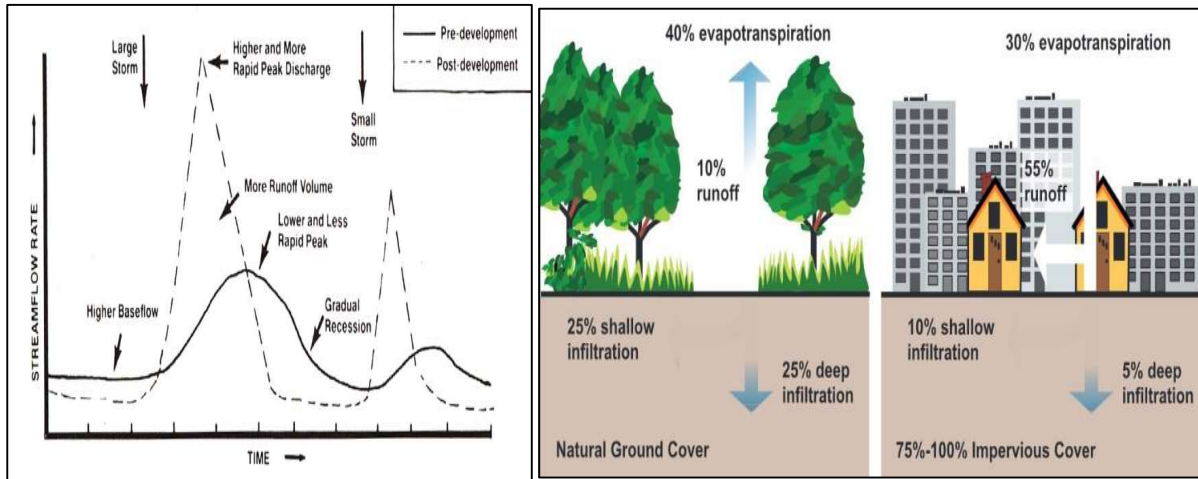 Large
Storm
Higher and More
Rapid Peak Discharge
Pre-development
Post-development
Small
Storm
More Runoff Volume
Lower and Less
Rapid Peak
Higher Baseflow
Gradual
Recession
STREAMFLOW RATE
TIME
40% evapotranspiration
10%
runoff
25% shallow
infiltration
25% deep
infiltration
Natural Ground Cover
30% evapotranspiration
55%
runoff
10% shallow
infiltration
5% deep
infiltration
75%-100% Impervious Cover